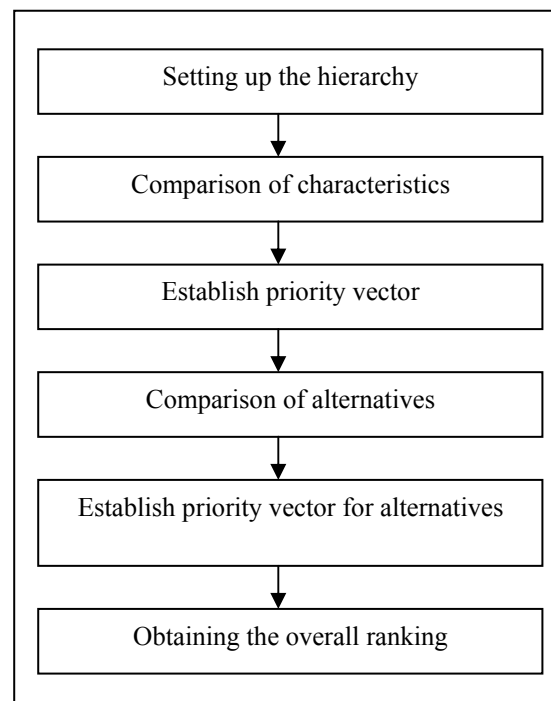 Setting up the hierarchy
Comparison of characteristics
Establish priority vector
Comparison of alternatives
Establish priority vector for alternatives
Obtaining the overall ranking